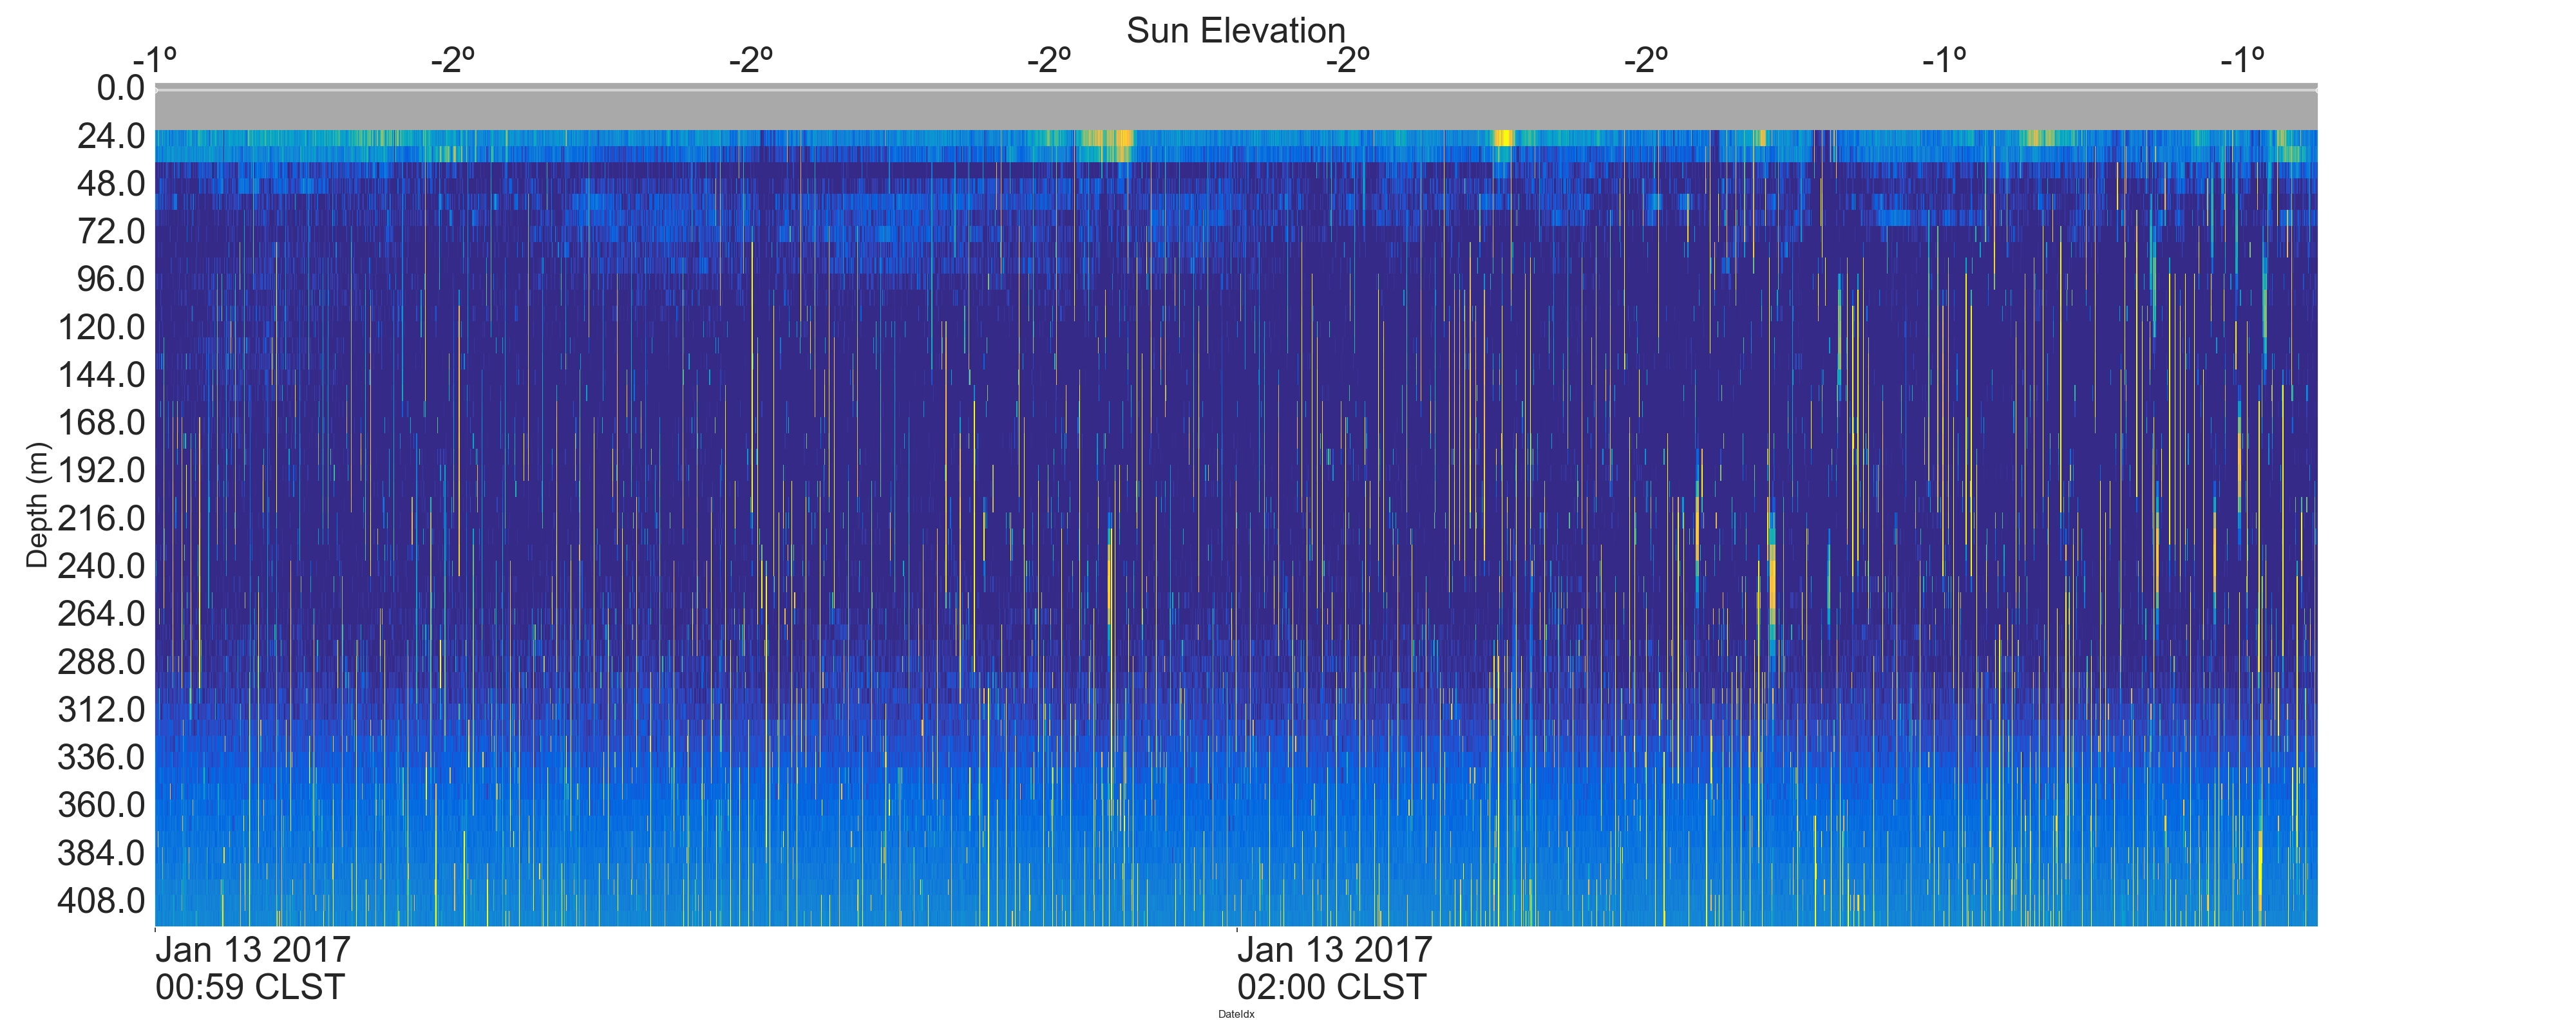 Sun Elevation
-1º -2º -2º -2º -2º -2º -1º -1º
0.0
24.0
48.0
72.0
96.0
120.0
144.0
168.0
192.0
216.0
240.0
264.0
288.0
312.0
336.0
360.0
384.0
408.0
Depth (m)
Jan 13 2017
00:59 CLST
Jan 13 2017
02:00 CLST
DateIdx